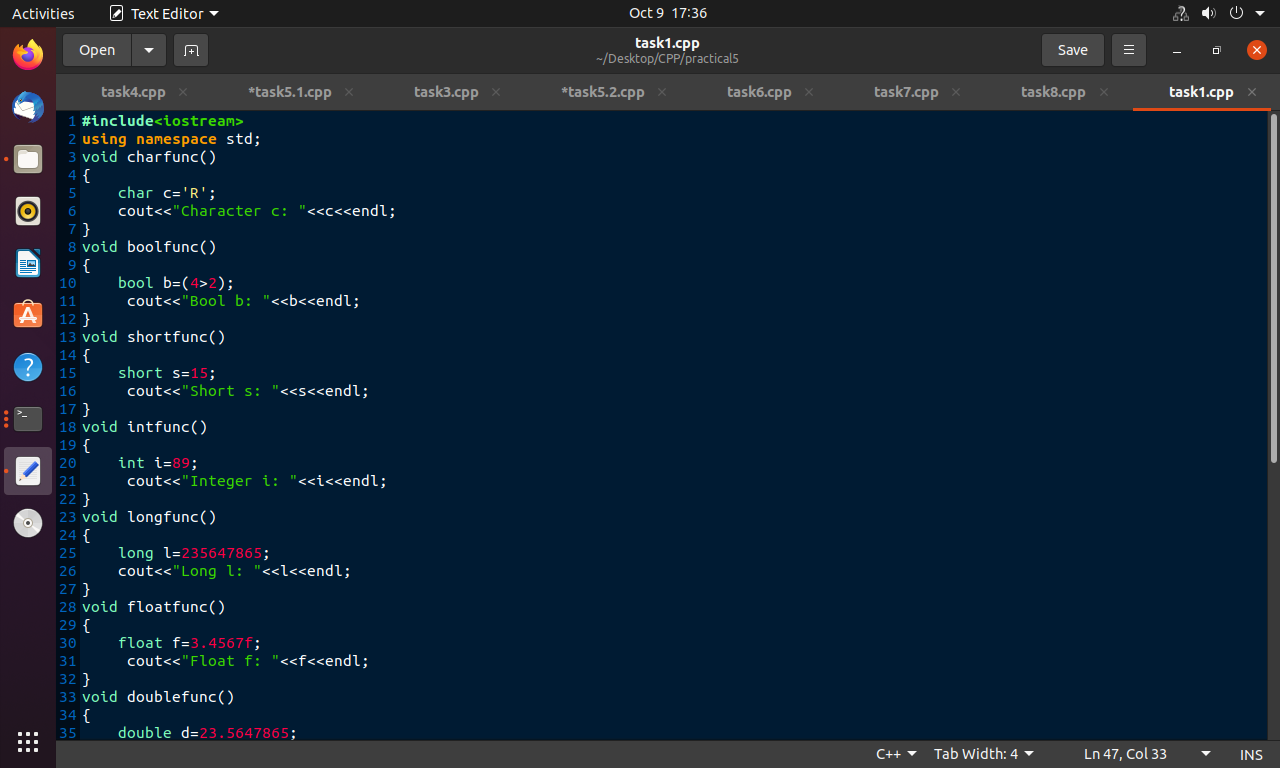 Activities Text Editor Oct 9 17:36
Open task1.cpp Save
~/Desktop/CPP/practical5
task4.cpp *task5.1.cpp task3.cpp *task5.2.cpp task6.cpp task7.cpp task8.cpp task1.cpp
1 #include<iostream>
2 using namespace std;
3 void charfunc()
4 {
5     char c='R';
6     cout<<"Character c: "<<c<<endl;
7 }
8 void boolfunc()
9 {
10     bool b=(4>2);
11      cout<<"Bool b: "<<b<<endl;
12 }
13 void shortfunc()
14 {
15     short s=15;
16      cout<<"Short s: "<<s<<endl;
17 }
18 void intfunc()
19 {
20     int i=89;
21      cout<<"Integer i: "<<i<<endl;
22 }
23 void longfunc()
24 {
25     long l=235647865;
26     cout<<"Long l: "<<l<<endl;
27 }
28 void floatfunc()
29 {
30     float f=3.4567f;
31      cout<<"Float f: "<<f<<endl;
32 }
33 void doublefunc()
34 {
35     double d=23.5647865;
C++ Tab Width: 4 Ln 47, Col 33 INS